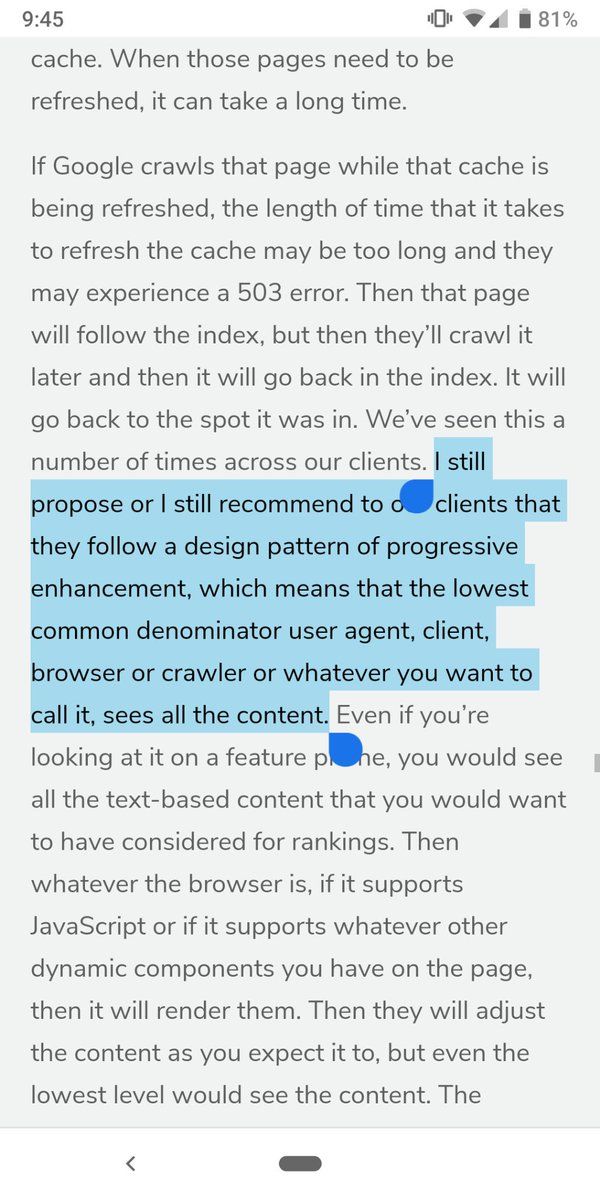 9:45 81%
cache. When those pages need to be
refreshed, it can take a long time.
If Google crawls that page while that cache is
being refreshed, the length of time that it takes
to refresh the cache may be too long and they
may experience a 503 error. Then that page
will follow the index, but then they’ll crawl it
later and then it will go back in the index. It will
go back to the spot it was in. We’ve seen this a
number of times across our clients. I still
propose or I still recommend to clients that
they follow a design pattern of progressive
enhancement, which means that the lowest
common denominator user agent, client,
browser or crawler or whatever you want to
call it, sees all the content. Even if you’re
looking at it on a feature you would see
all the text-based content that you would want
to have considered for rankings. Then
whatever the browser is, if it supports
JavaScript or if it supports whatever other
dynamic components you have on the page,
then it will render them. Then they will adjust
the content as you expect it to, but even the
lowest level would see the content. The